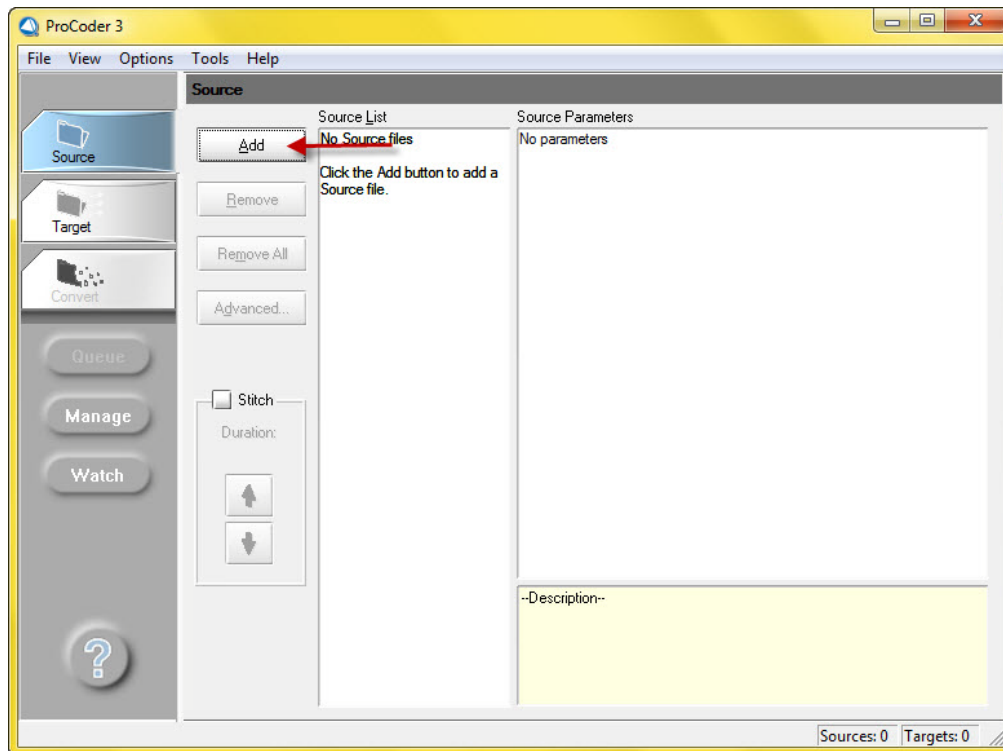 ProCoder 3
File View Options Tools Help
Source
Source
Target
Convert
Queue
Manage
Watch
?
Add
Remove
Remove All
Advanced...
Stitch
Duration:
Source List
No Source files
Click the Add button to add a
Source file.
Source Parameters
No parameters
--Description--
Sources: 0 Targets: 0